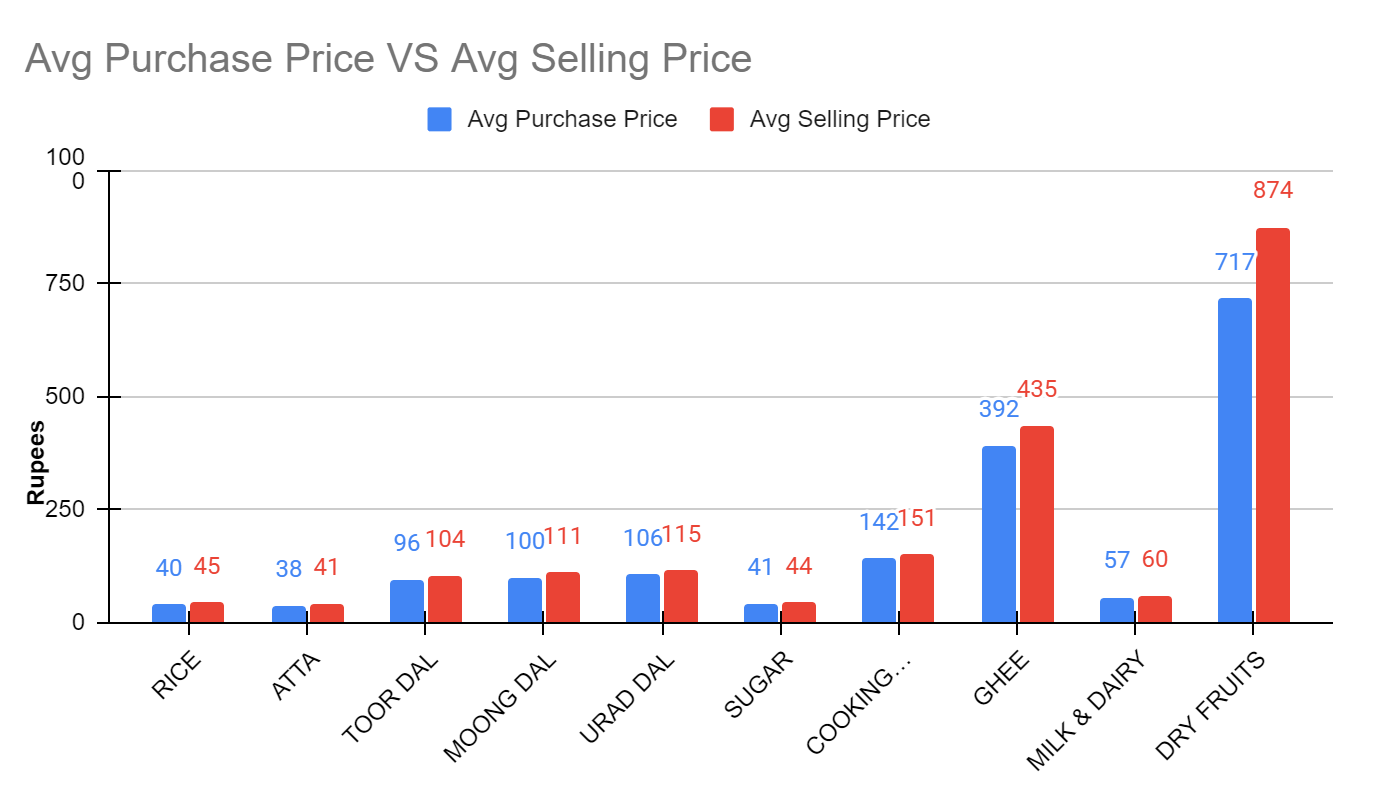 Avg Purchase Price VS Avg Selling Price
Avg Purchase Price Avg Selling Price
100
0
750
500
250
0
Rupees
40 45 38 41 96 104 100 111 106 115 41 44 142 151 392 435 57 60 717 874
RICE
ATTA
TOOR DAL
MOONG DAL
URAD DAL
SUGAR
COOKING…
GHEE
MILK & DAIRY
DRY FRUITS